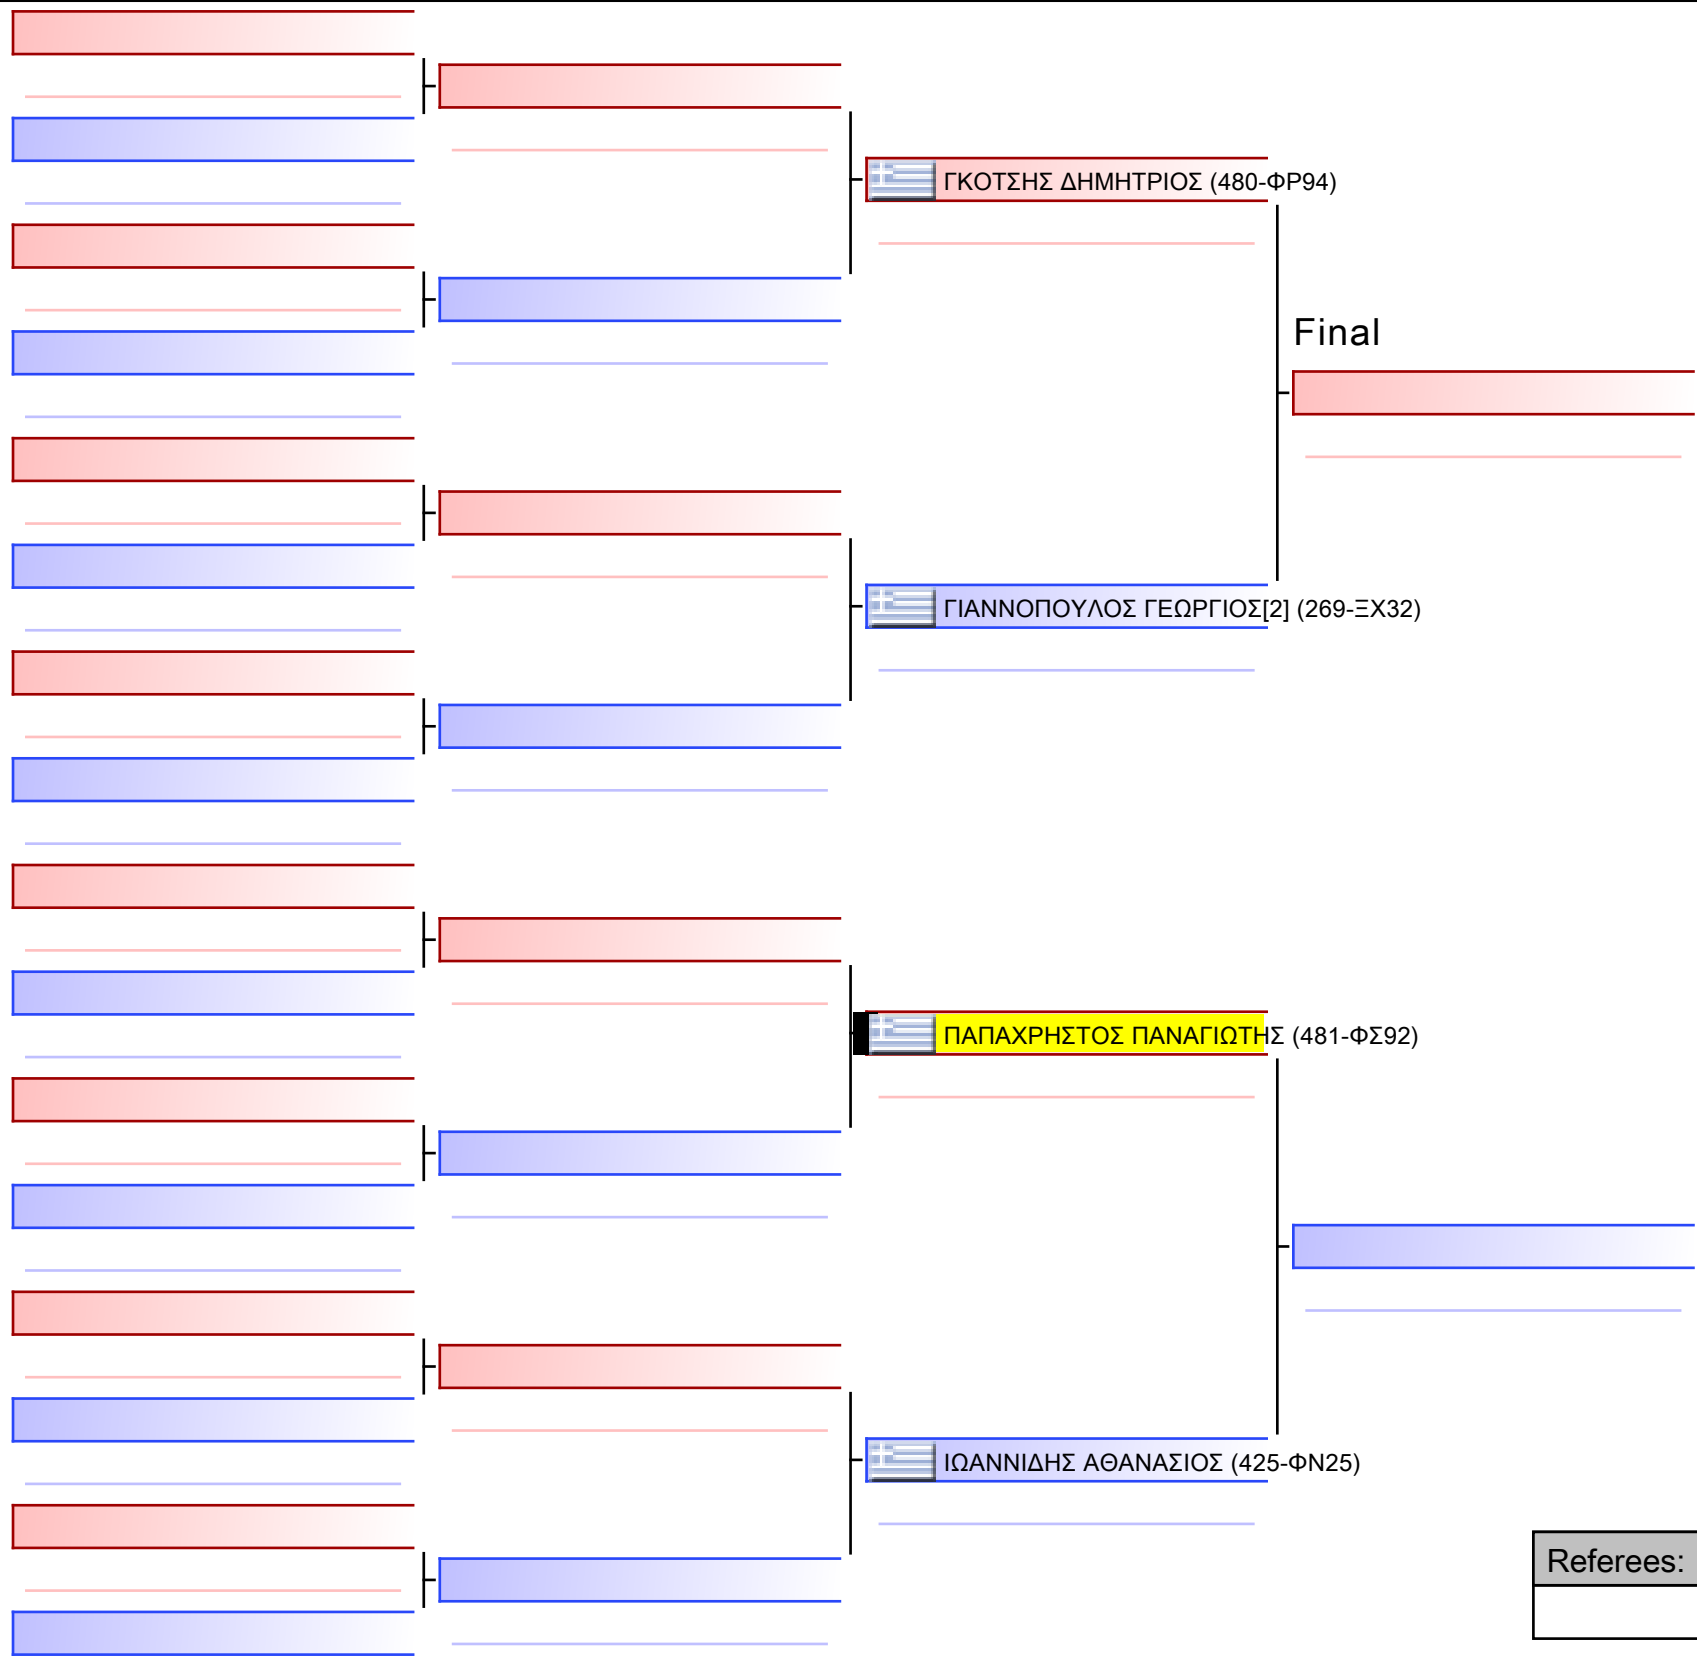 ΓΚΟΤΣΗΣ ΔΗΜΗΤΡΙΟΣ (480-ΦΡ94)
Final
ΓΙΑΝΝΟΠΟΥΛΟΣ ΓΕΩΡΓΙΟΣ[2] (269-ΞΧ32)
ΠΑΠΑΧΡΗΣΤΟΣ ΠΑΝΑΓΙΩΤΗΣ (481-ΦΣ92)
ΙΩΑΝΝΙΔΗΣ ΑΘΑΝΑΣΙΟΣ (425-ΦΝ25)
Referees: